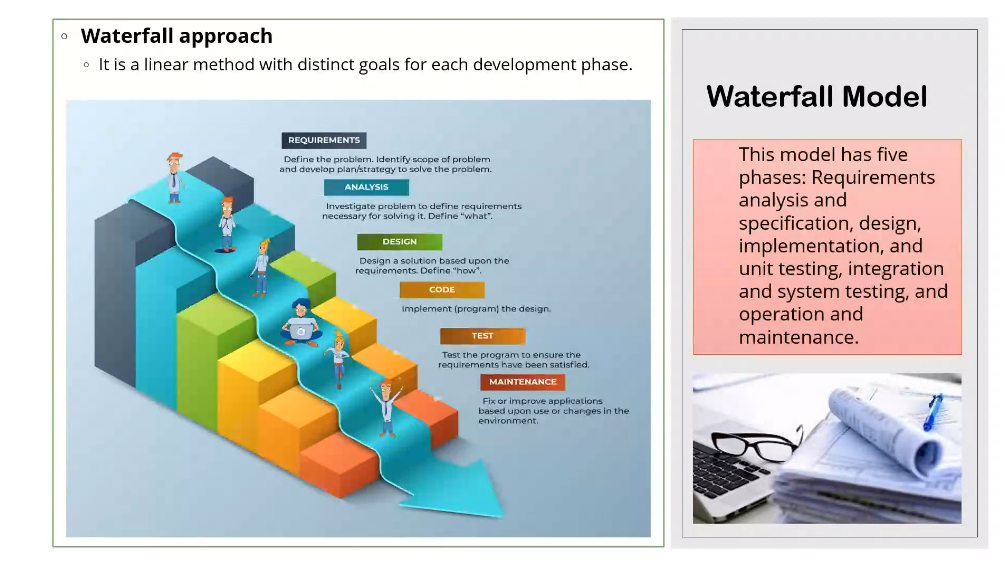 Waterfall approach
It is a linear method with distinct goals for each development phase.
REQUIREMENTS
Define the problem. Identify scope of problem
and develop plan/strategy to solve the problem.
ANALYSIS
Investigate problem to define requirements
necessary for solving it. Define "what".
DESIGN
Design a solution based upon the
requirements. Define "how".
CODE
Implement (program) the design.
TEST
Test the program to ensure the
requirements have been satisfied.
MAINTENANCE
Fix or improve applications
based upon use or changes in the
environment.
Waterfall Model
This model has five
phases: Requirements
analysis and
specification, design,
implementation, and
unit testing, integration
and system testing, and
operation and
maintenance.